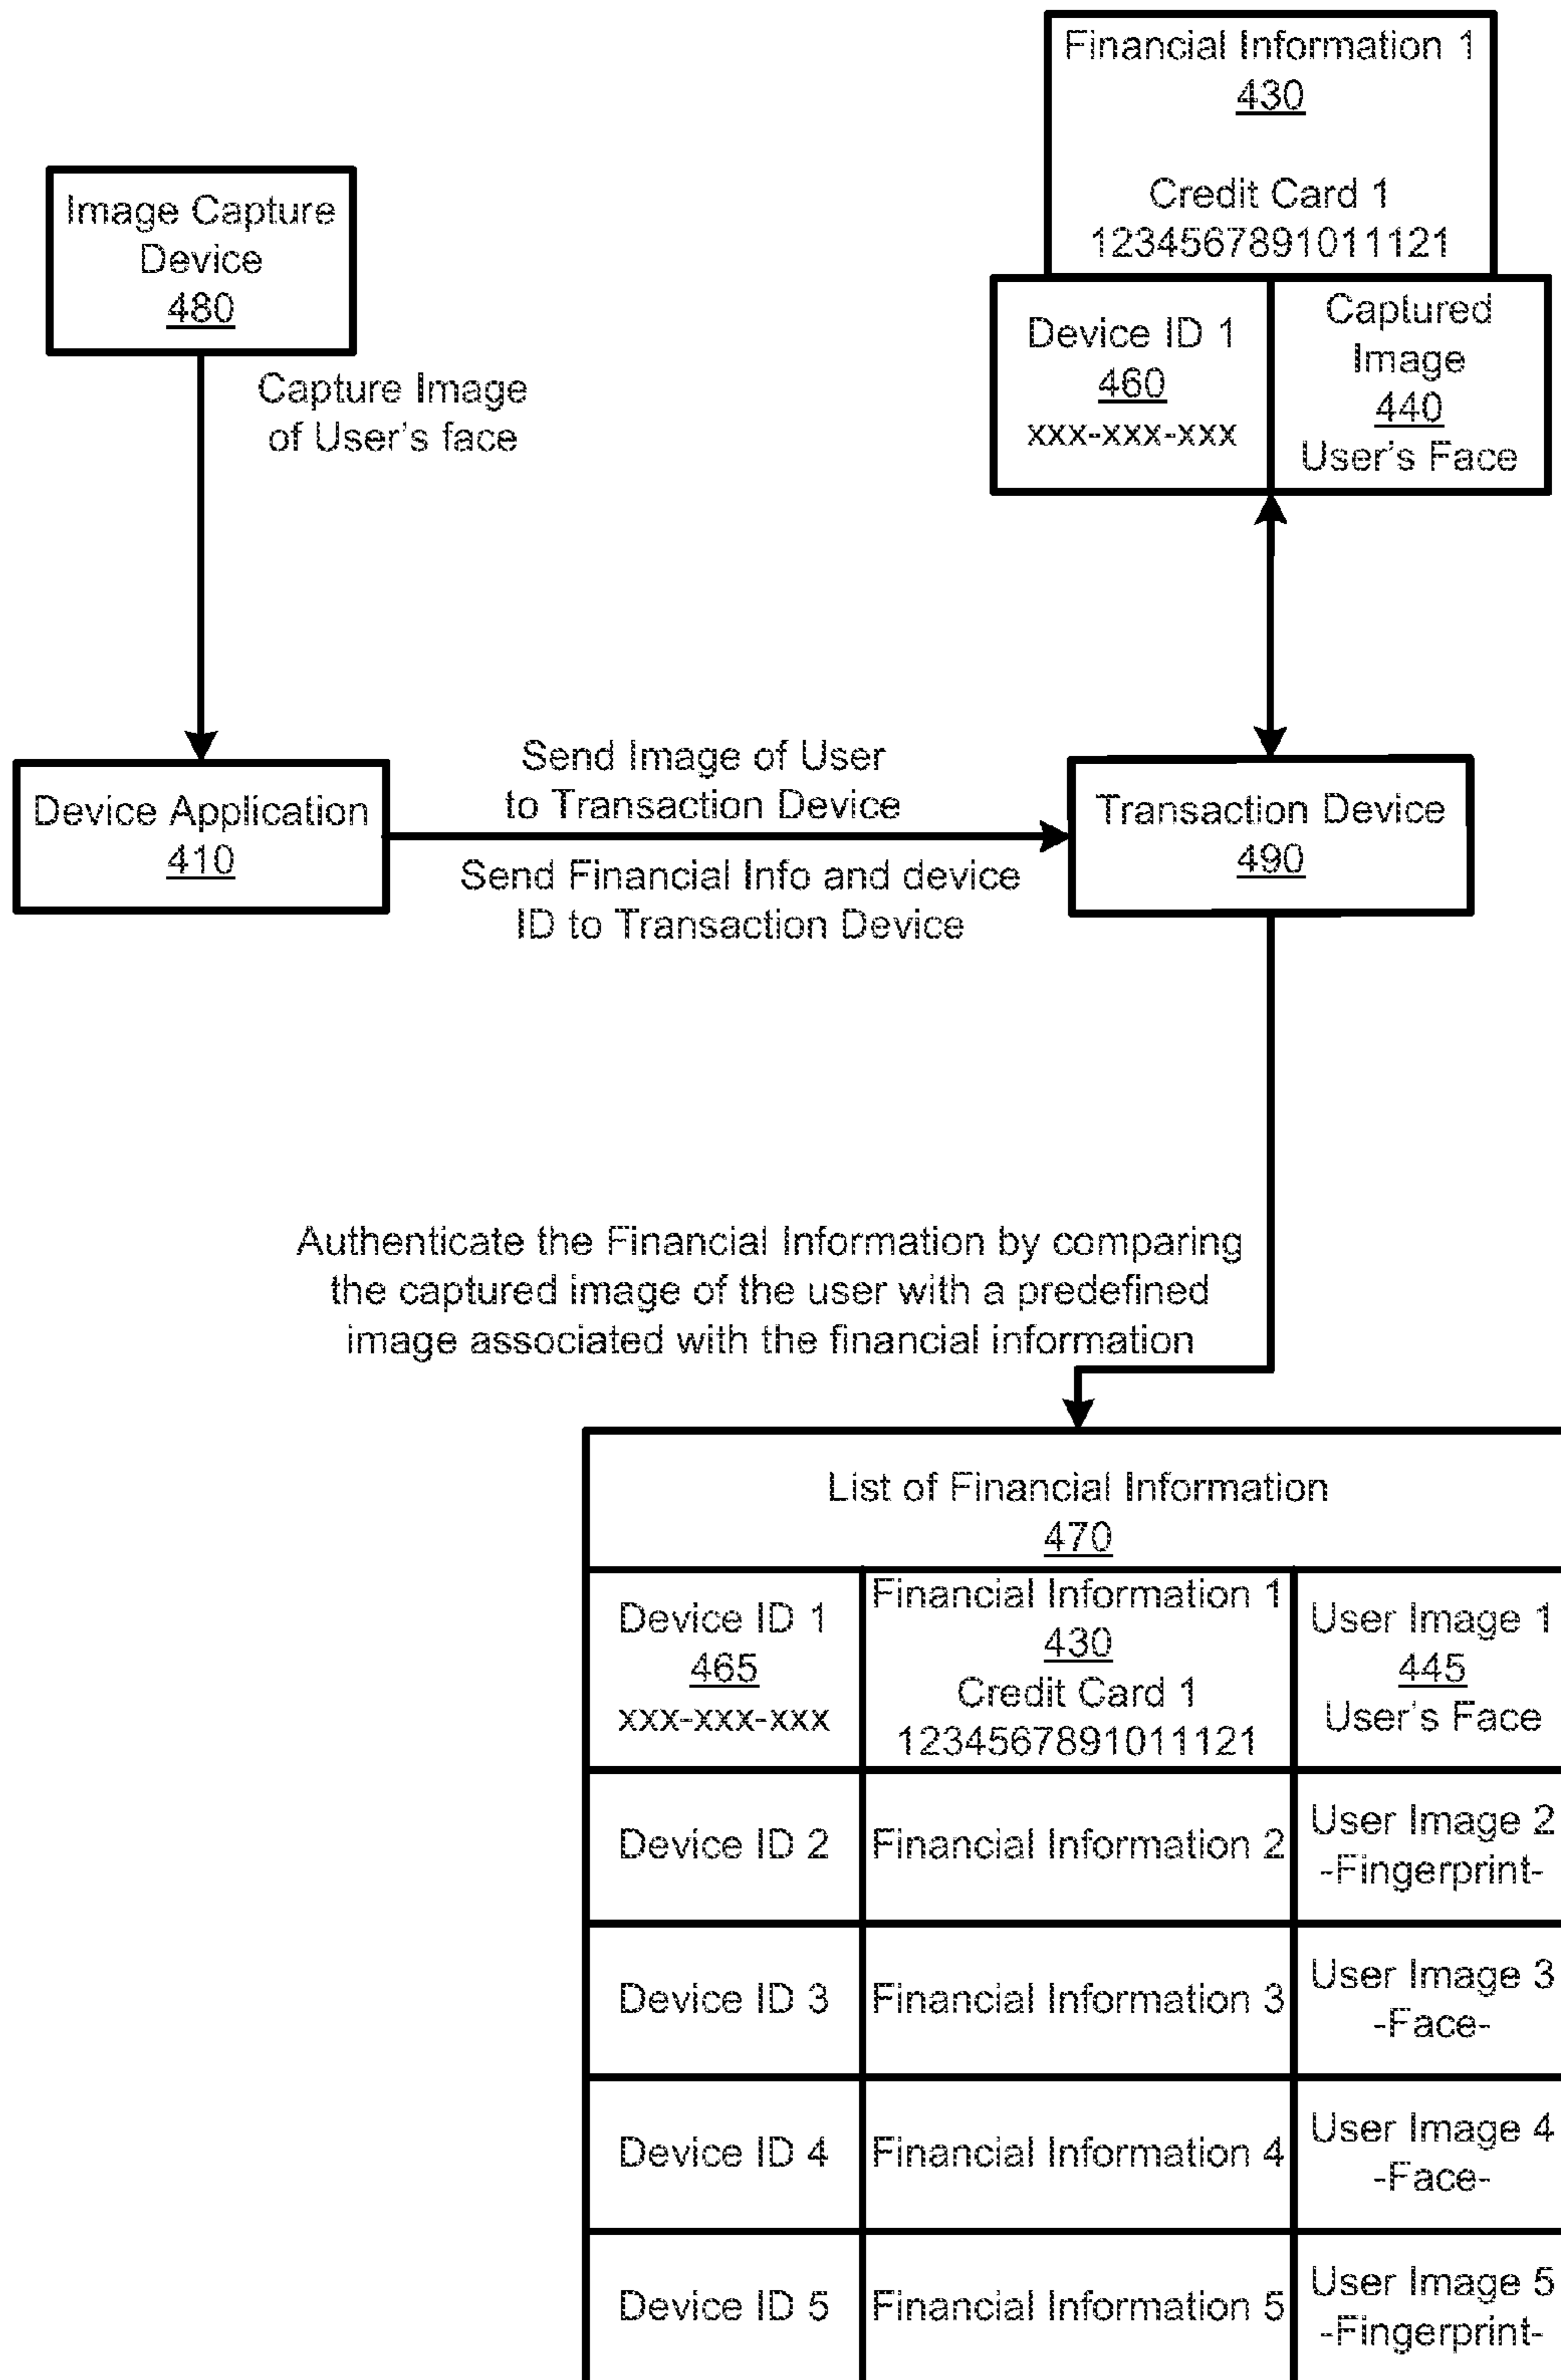 Financial Information 1
430
Credit Card 1
1234567891011121
Image Capture
Device
480
Device ID 1
460
xxx-xxx-xxx
Captured
Image
440
User's Face
Capture Image
of User's face
Device Application
410
Send Image of User
to Transaction Device
Send Financial Info and device
ID to Transaction Device
Transaction Device
490
Authenticate the Financial Information by comparing
the captured image of the user with a predefined
image associated with the financial information
List of Financial Information
470
Device ID 1
465
xxx-xxx-xxx
Financial Information 1
430
Credit Card 1
1234567891011121
User Image 1
445
User's Face
Device ID 2
Financial Information 2
User Image 2
-Fingerprint-
Device ID 3
Financial Information 3
User Image 3
-Face-
Device ID 4
Financial Information 4
User Image 4
-Face-
Device ID 5
Financial Information 5
User Image 5
-Fingerprint-